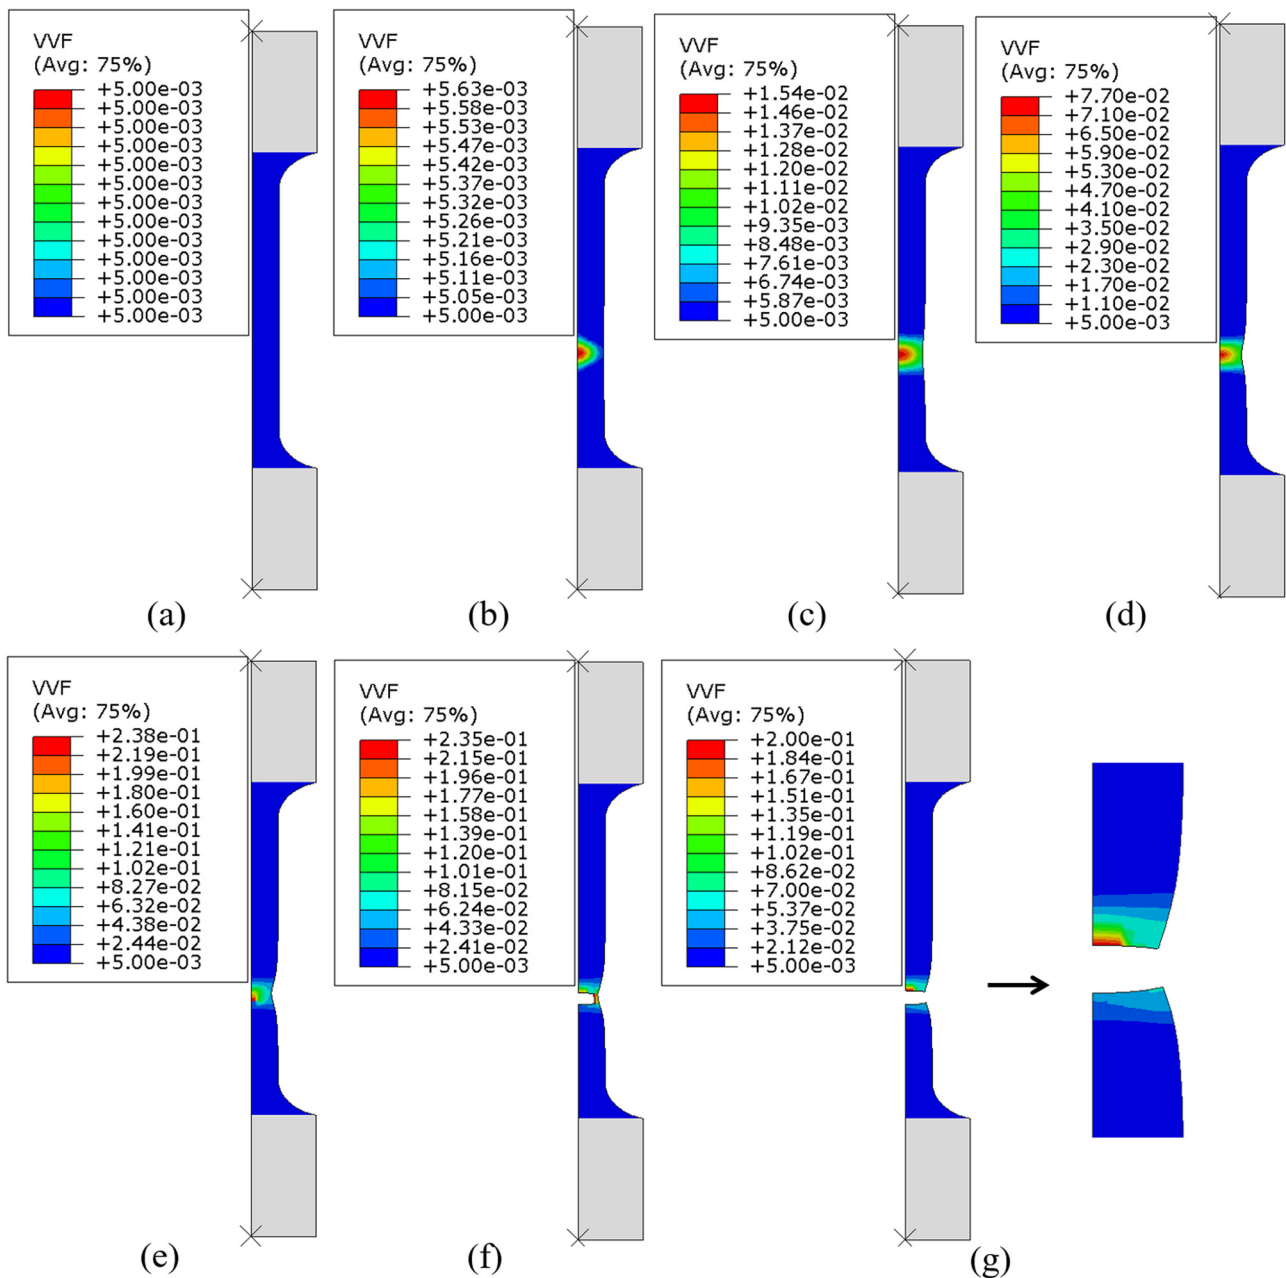 VVF
(Avg: 75%)
+5.00e-03
+5.00e-03
+5.00e-03
+5.00e-03
+5.00e-03
+5.00e-03
+5.00e-03
+5.00e-03
+5.00e-03
+5.00e-03
+5.00e-03
+5.00e-03
+5.00e-03
(a)
VVF
(Avg: 75%)
+5.63e-03
+5.58e-03
+5.53e-03
+5.47e-03
+5.42e-03
+5.37e-03
+5.32e-03
+5.26e-03
+5.21e-03
+5.16e-03
+5.11e-03
+5.05e-03
+5.00e-03
(b)
VVF
(Avg: 75%)
+1.54e-02
+1.46e-02
+1.37e-02
+1.28e-02
+1.20e-02
+1.11e-02
+1.02e-02
+9.35e-03
+8.48e-03
+7.61e-03
+6.74e-03
+5.87e-03
+5.00e-03
(c)
VVF
(Avg: 75%)
+7.70e-02
+7.10e-02
+6.50e-02
+5.90e-02
+5.30e-02
+4.70e-02
+4.10e-02
+3.50e-02
+2.90e-02
+2.30e-02
+1.70e-02
+1.10e-02
+5.00e-03
(d)
VVF
(Avg: 75%)
+2.38e-01
+2.19e-01
+1.99e-01
+1.80e-01
+1.60e-01
+1.41e-01
+1.21e-01
+1.02e-01
+8.27e-02
+6.32e-02
+4.38e-02
+2.44e-02
+5.00e-03
(e)
VVF
(Avg: 75%)
+2.35e-01
+2.15e-01
+1.96e-01
+1.77e-01
+1.58e-01
+1.39e-01
+1.20e-01
+1.01e-01
+8.15e-02
+6.24e-02
+4.33e-02
+2.41e-02
+5.00e-03
(f)
VVF
(Avg: 75%)
+2.00e-01
+1.84e-01
+1.67e-01
+1.51e-01
+1.35e-01
+1.19e-01
+1.02e-01
+8.62e-02
+7.00e-02
+5.37e-02
+3.75e-02
+2.12e-02
+5.00e-03
(g)